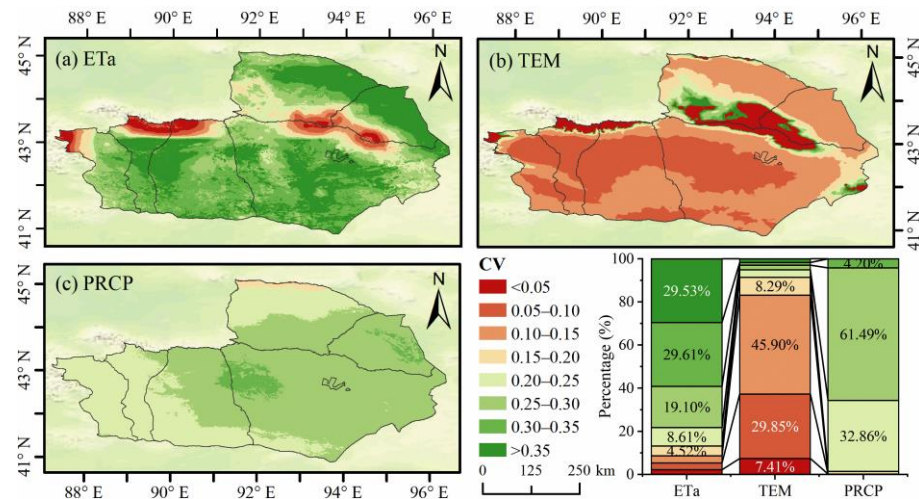 88° E 90° E 92° E 94° E 96° E 88° E 90° E 92° E 94° E 96° E
45° N
43° N
41° N
(a) ETa
N
(b) TEM
N
45° N
43° N
41° N
45° N
43° N
41° N
(c) PRCP
N
88° E 90° E 92° E 94° E 96° E
CV
<0.05
0.05–0.10
0.10–0.15
0.15–0.20
0.20–0.25
0.25–0.30
0.30–0.35
>0.35
0 125 250 km
Percentage (%)
100
80
60
40
20
0
29.53%
29.61%
19.10%
8.61%
4.52%
8.29%
45.90%
29.85%
7.41%
4.20%
61.49%
32.86%
ETa TEM PRCP